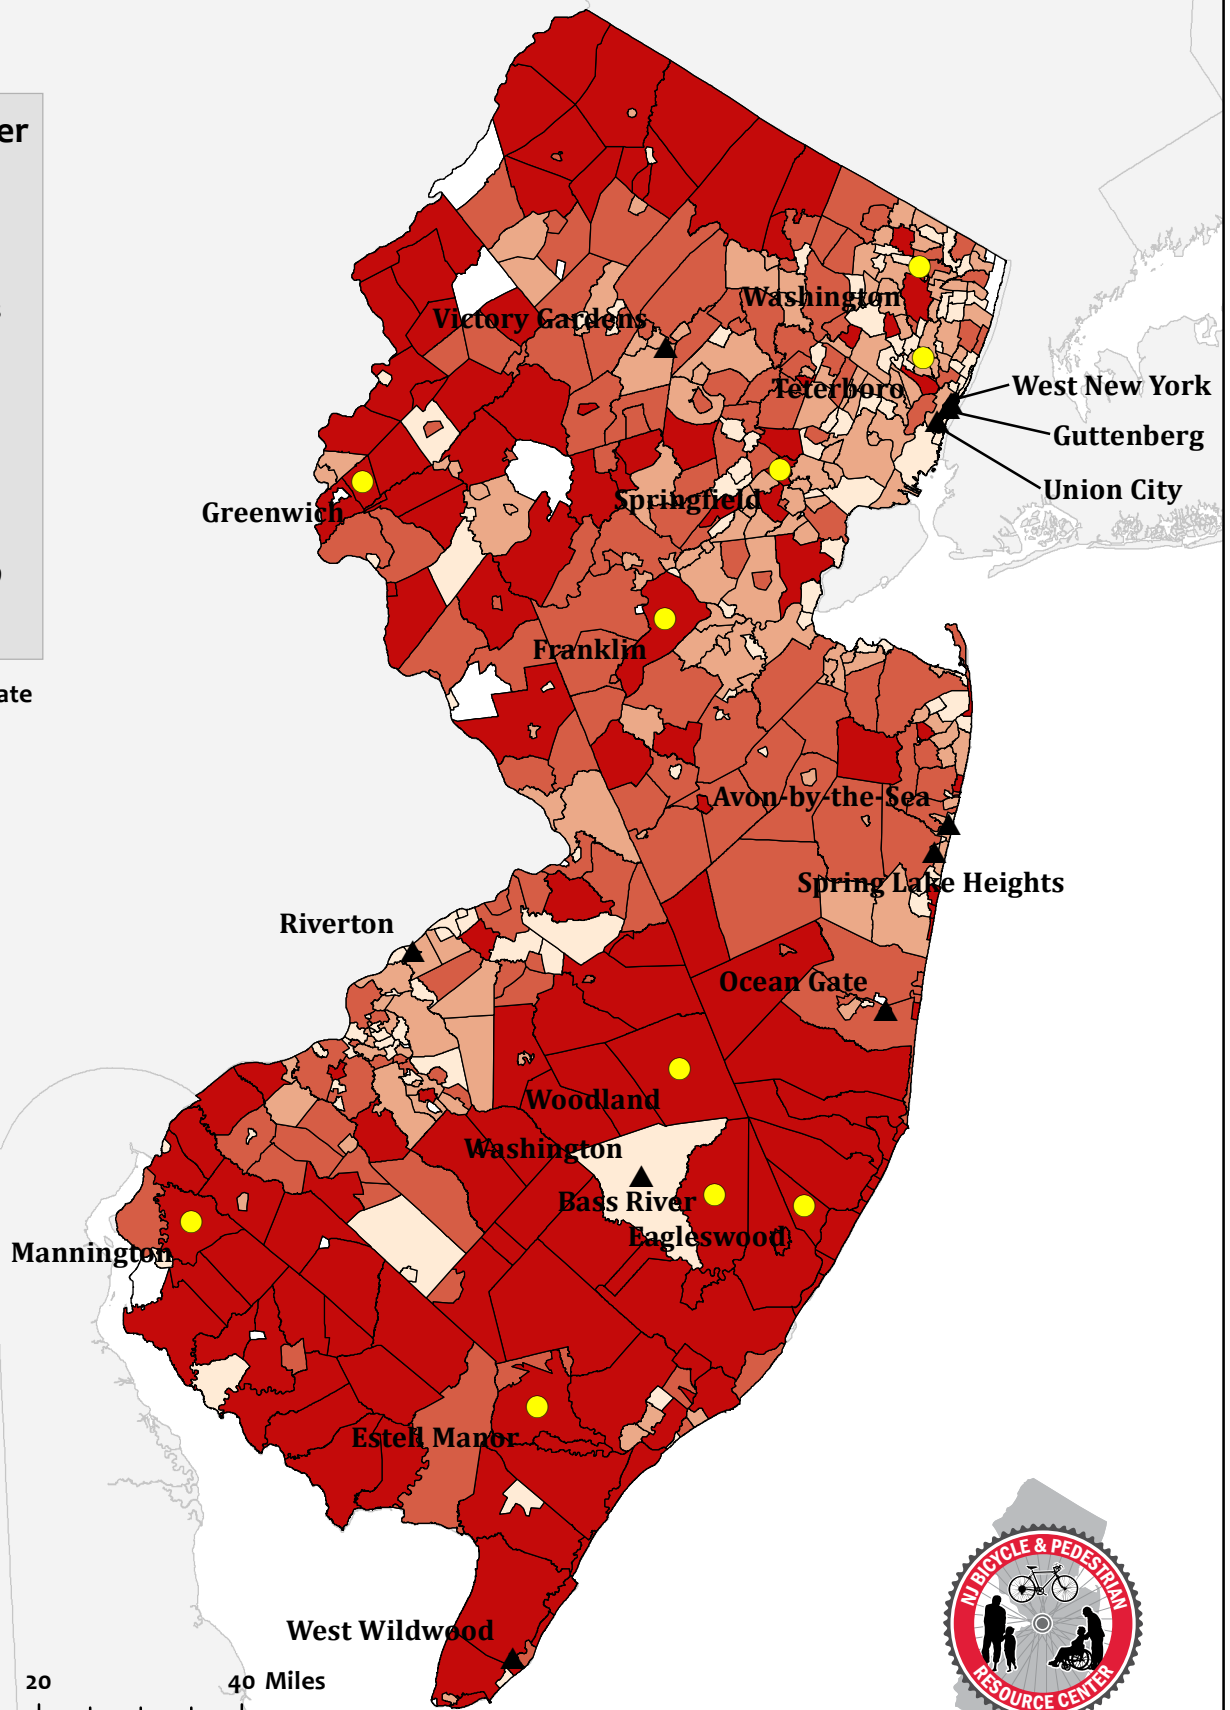 er
Washington
Victory Gardens
Teterboro
West New York
Guttenberg
Union City
Springfield
Greenwich
Franklin
ate
Avon-by-the-Sea
Spring Lake Heights
Riverton
Ocean Gate
Woodland
Washington
Bass River
Eagleswood
Mannington
Estell Manor
West Wildwood
20
40 Miles
NJ BICYCLE & PEDESTRIAN
RESOURCE CENTER